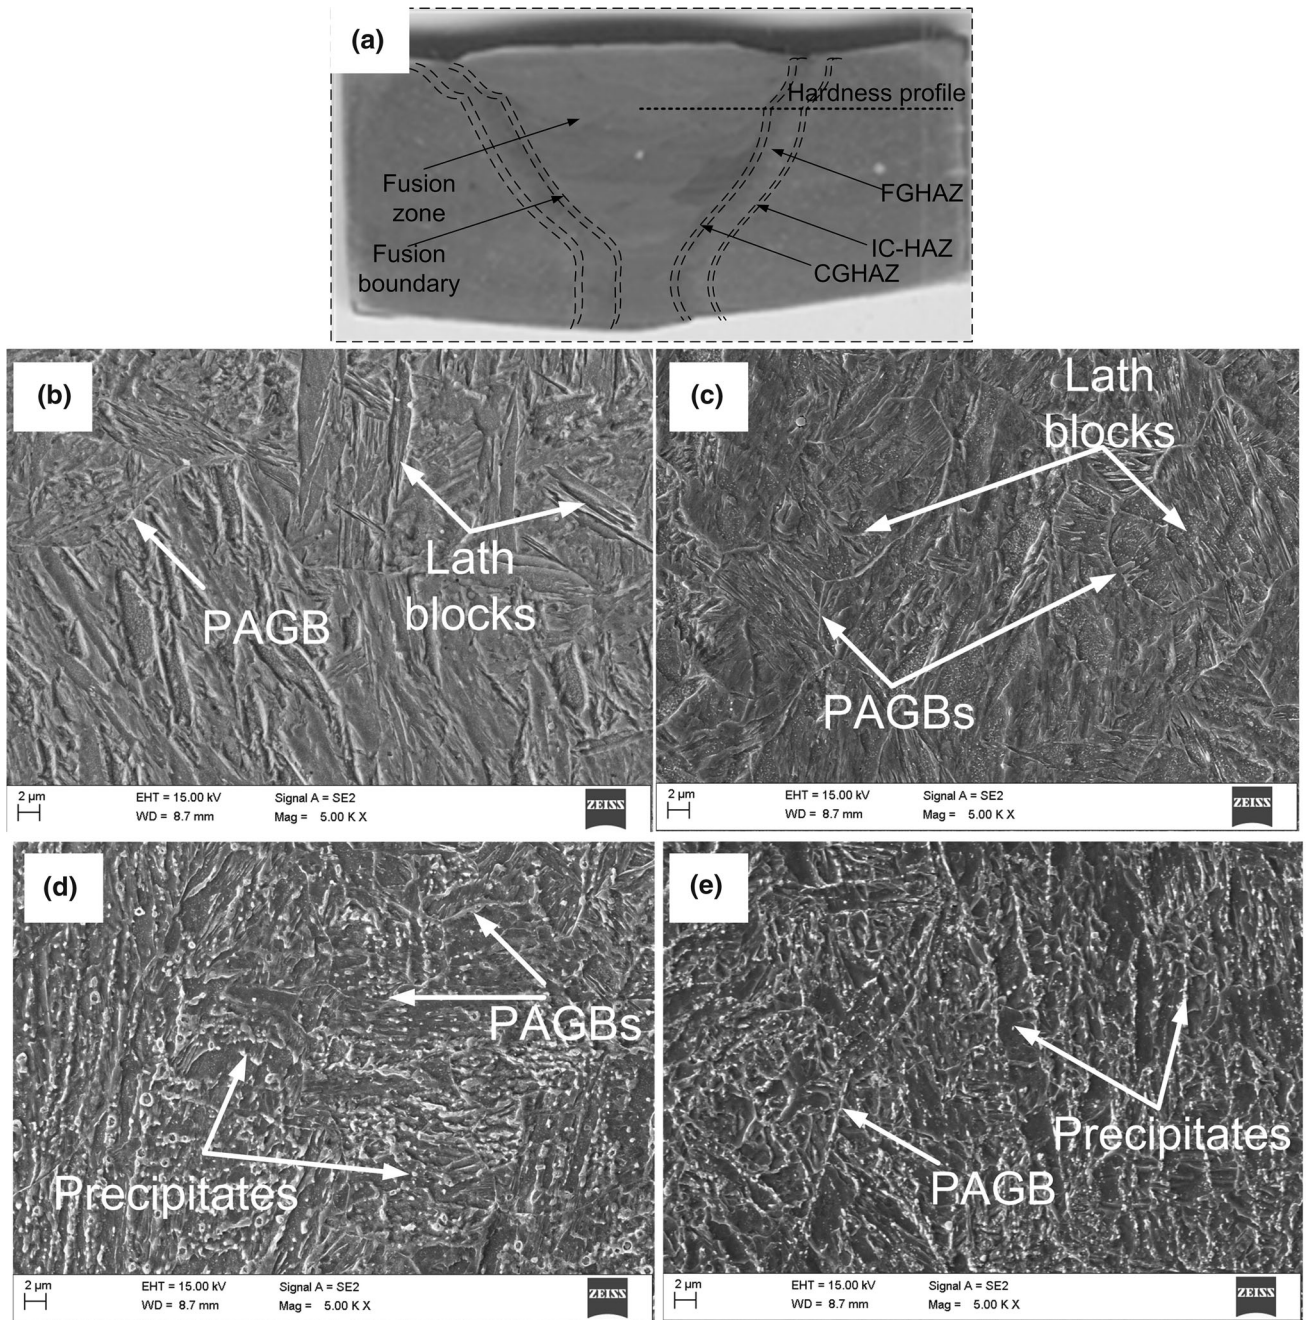 (a)
Hardness profile
Fusion
zone
FGHAZ
Fusion
boundary
IC-HAZ
CGHAZ
(b)
Lath
blocks
PAGB
2 µm
EHT = 15.00 kV
Signal A = SE2
WD = 8.7 mm
Mag = 5.00 K X
ZEISS
(c)
Lath
blocks
PAGBs
2 µm
EHT = 15.00 kV
Signal A = SE2
WD = 8.7 mm
Mag = 5.00 K X
ZEISS
(d)
PAGBs
Precipitates
2 µm
EHT = 15.00 kV
Signal A = SE2
WD = 8.7 mm
Mag = 5.00 K X
ZEISS
(e)
Precipitates
PAGB
2 µm
EHT = 15.00 kV
Signal A = SE2
WD = 8.7 mm
Mag = 5.00 K X
ZEISS